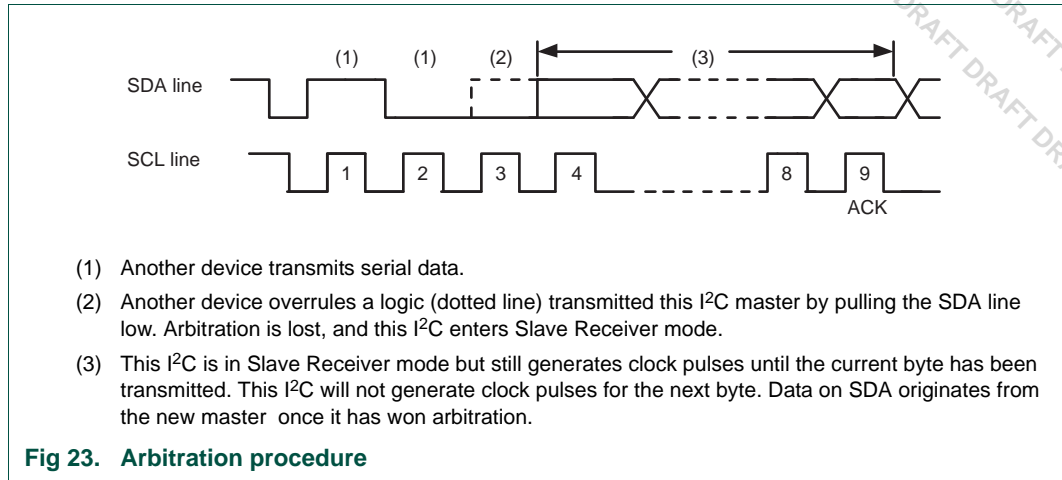 DRAFT DRAFT DR
DRAFT
(1) (1) (2) (3)
SDA line
SCL line
1 2 3 4 8 9
ACK
(1) Another device transmits serial data.
(2) Another device overrules a logic (dotted line) transmitted this I2C master by pulling the SDA line
low. Arbitration is lost, and this I2C enters Slave Receiver mode.
(3) This I2C is in Slave Receiver mode but still generates clock pulses until the current byte has been
transmitted. This I2C will not generate clock pulses for the next byte. Data on SDA originates from
the new master once it has won arbitration.
Fig 23. Arbitration procedure